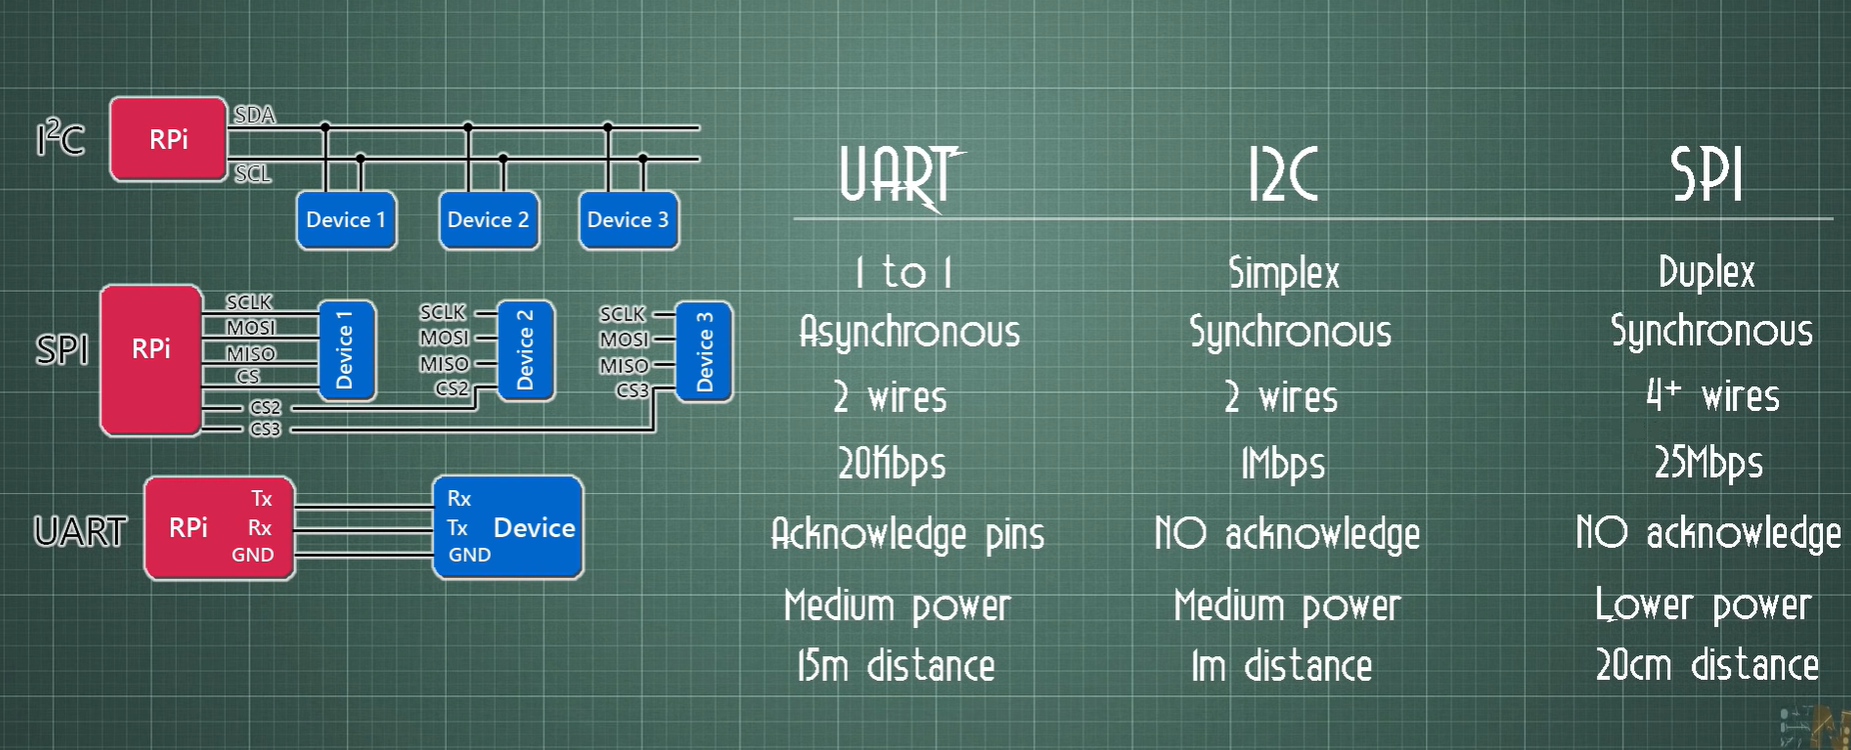 I²C
RPi
SDA
SCL
Device 1
Device 2
Device 3
SPI
RPi
SCLK
MOSI
MISO
CS
CS2
CS3
Device 1
SCLK
MOSI
MISO
CS2
Device 2
SCLK
MOSI
MISO
CS3
Device 3
UART
RPi
Tx
Rx
GND
Rx
Tx
GND
Device
UART I2C SPI
1 to 1 Simplex Duplex
Asynchronous Synchronous Synchronous
2 wires 2 wires 4+ wires
20Kbps 1Mbps 25Mbps
Acknowledge pins NO acknowledge NO acknowledge
Medium power Medium power Lower power
15m distance 1m distance 20cm distance